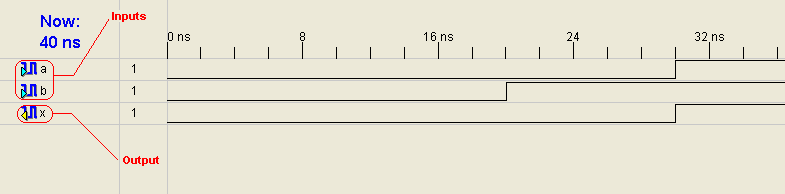 Inputs
Now:
40 ns
0 ns 8 16 ns 24 32 ns
a 1
b 1
x 1
Output